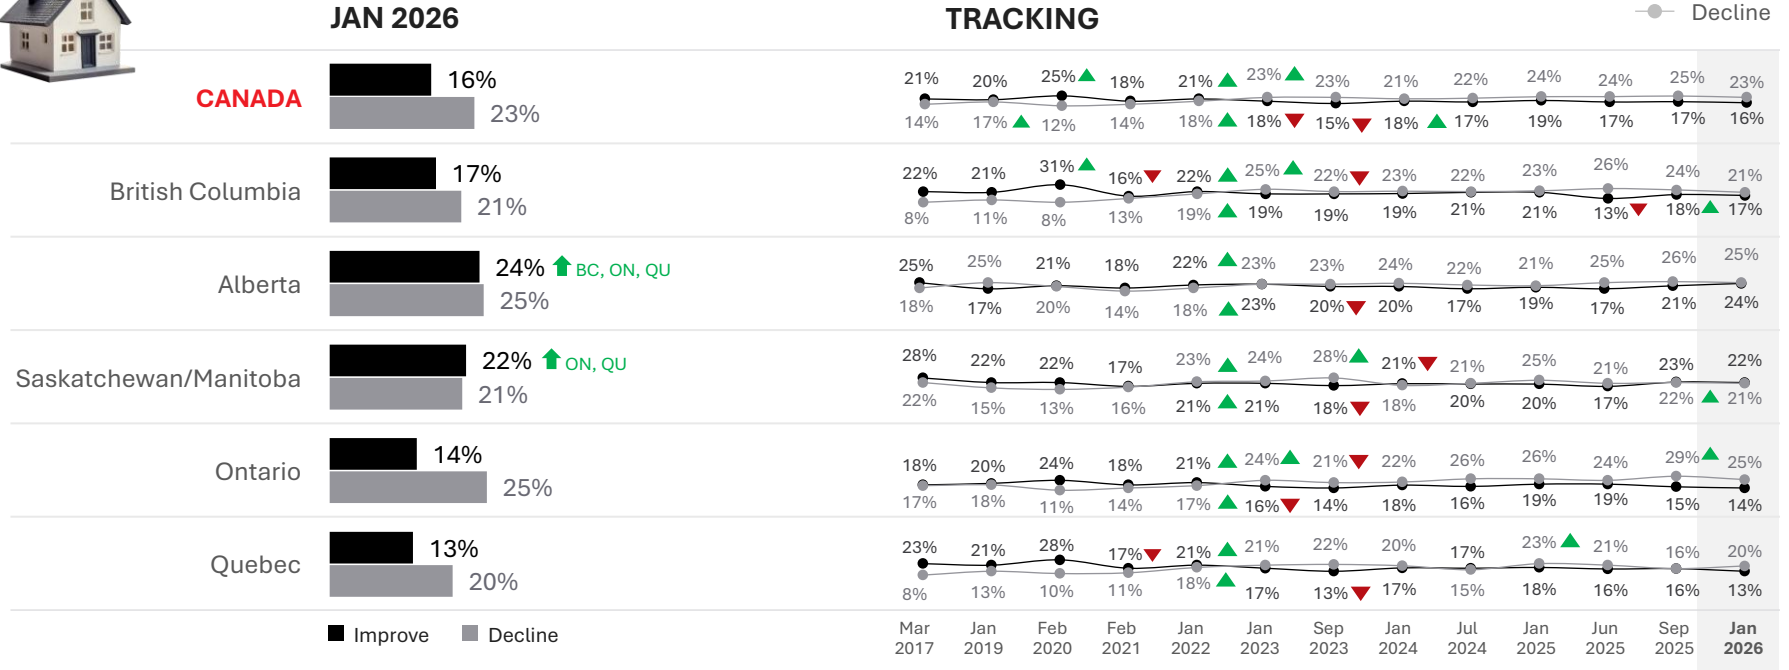 JAN 2026
TRACKING
Decline
21% 20% 25% 18% 21% 23% 23% 21% 22% 24% 24% 25% 23%
CANADA 16%
23%
14% 17% 12% 14% 18% 18% 15% 18% 17% 19% 17% 17% 16%
22% 21% 31% 16% 22% 25% 22% 23% 22% 23% 26% 24% 21%
British Columbia 17%
21%
8% 11% 8% 13% 19% 19% 19% 19% 21% 21% 13% 18% 17%
25% 25% 21% 18% 22% 23% 23% 24% 22% 21% 25% 26% 25%
Alberta 24% BC, ON, QU
25%
18% 17% 20% 14% 18% 23% 20% 20% 17% 19% 17% 21% 24%
28% 22% 22% 17% 23% 24% 28% 21% 21% 25% 21% 23% 22%
Saskatchewan/Manitoba 22% ON, QU
21%
22% 15% 13% 16% 21% 21% 18% 18% 20% 20% 17% 22% 21%
18% 20% 24% 18% 21% 24% 21% 22% 26% 26% 24% 29% 25%
Ontario 14%
25%
17% 18% 11% 14% 17% 16% 14% 18% 16% 19% 19% 15% 14%
23% 21% 28% 17% 21% 21% 22% 20% 17% 23% 21% 16% 20%
Quebec 13%
20%
8% 13% 10% 11% 18% 17% 13% 17% 15% 18% 16% 16% 13%
Improve Decline
Mar Jan Feb Feb Jan Jan Sep Jan Jul Jan Jun Sep Jan
2017 2019 2020 2021 2022 2023 2023 2024 2024 2025 2025 2025 2026